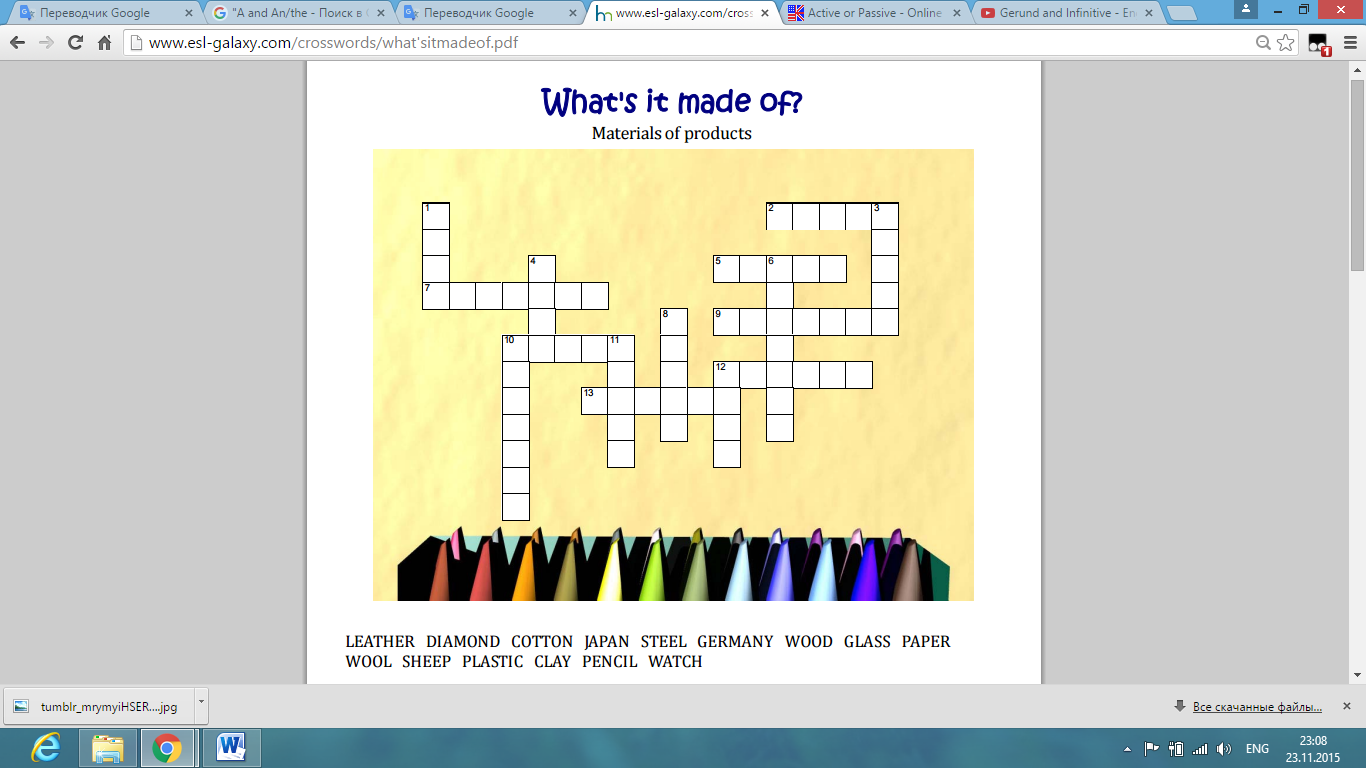 Переводчик Google
"A and An/the - Поиск в
Переводчик Google
www.esl-galaxy.com/cross
Active or Passive - Online
Gerund and Infinitive - En
www.esl-galaxy.com/crosswords/what'sitmadeof.pdf
1
What's it made of?
Materials of products
1
2
3
4
5
6
7
8
9
10
11
12
13
LEATHER DIAMOND COTTON JAPAN STEEL GERMANY WOOD GLASS PAPER
WOOL SHEEP PLASTIC CLAY PENCIL WATCH
tumblr_mrymyiHSER....jpg
Все скачанные файлы...
ENG
23:08
23.11.2015